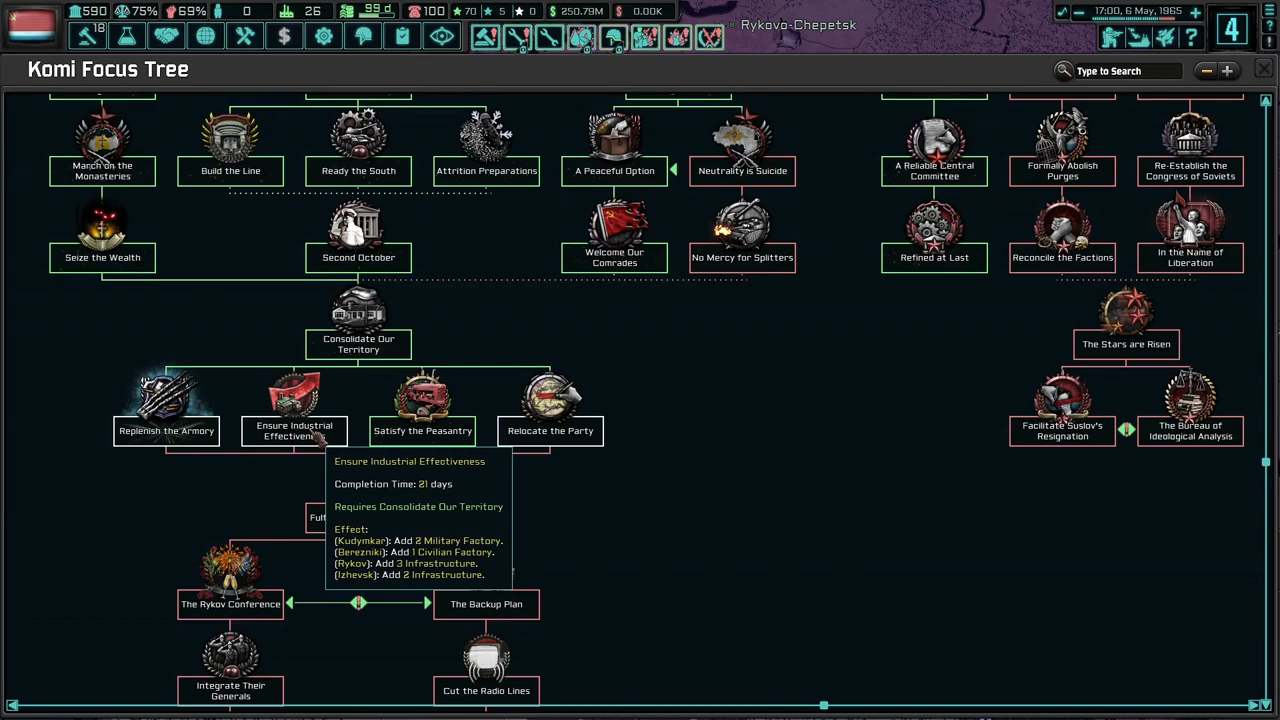 590 75% 69% 0 26 99 d 100 70 5 0 $ 250.79M $ 0.00K
17:00, 6 May, 1965
18
Rykovo-Chepetsk
4
Komi Focus Tree
Type to Search
March on the
Monasteries
Build the Line
Ready the South
Attrition Preparations
A Peaceful Option
Neutrality is Suicide
A Reliable Central
Committee
Formally Abolish
Purges
Re-Establish the
Congress of Soviets
Seize the Wealth
Second October
Welcome Our
Comrades
No Mercy for Splitters
Refined at Last
Reconcile the Factions
In the Name of
Liberation
Consolidate Our
Territory
The Stars are Risen
Replenish the Armory
Ensure Industrial
Effectiveness
Satisfy the Peasantry
Relocate the Party
Facilitate Suslov's
Resignation
The Bureau of
Ideological Analysis
Ensure Industrial Effectiveness
Completion Time: 21 days
Requires Consolidate Our Territory
Effect:
(Kudymkar): Add 2 Military Factory.
(Berezniki): Add 1 Civilian Factory.
(Rykov): Add 3 Infrastructure.
(Izhevsk): Add 2 Infrastructure.
The Rykov Conference
The Backup Plan
Integrate Their
Generals
Cut the Radio Lines